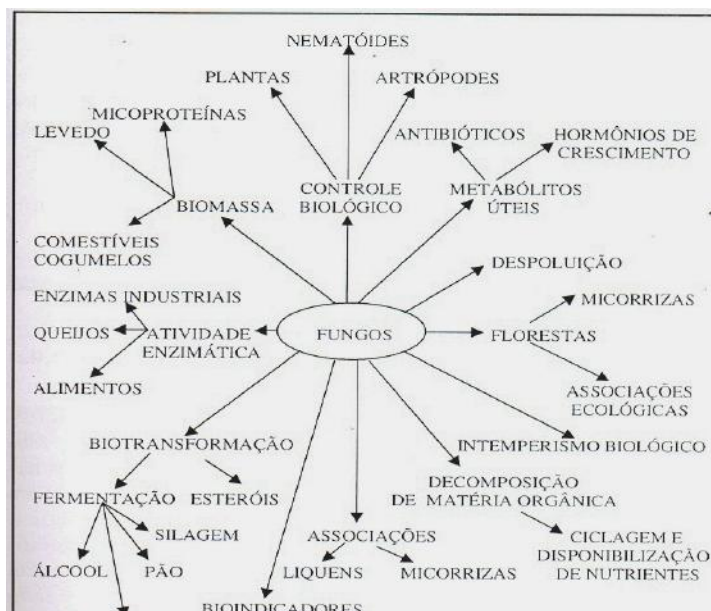 NEMATÓIDES
PLANTAS
ARTRÓPODES
MICOPROTEÍNAS
LEVEDO
ANTIBIÓTICOS
HORMÔNIOS DE
CRESCIMENTO
CONTROLE
BIOLÓGICO
METABÓLITOS
ÚTEIS
BIOMASSA
COMESTÍVEIS
COGUMELOS
DESPOLUIÇÃO
ENZIMAS INDUSTRIAIS
MICORRIZAS
QUEIJOS
ATIVIDADE
ENZIMÁTICA
FUNGOS
FLORESTAS
ALIMENTOS
ASSOCIAÇÕES
ECOLÓGICAS
BIOTRANSFORMAÇÃO
INTEMPERISMO BIOLÓGICO
DECOMPOSIÇÃO
DE MATÉRIA ORGÂNICA
FERMENTAÇÃO
ESTERÓIS
SILAGEM
ASSOCIAÇÕES
CICLAGEM E
DISPONIBILIZAÇÃO
DE NUTRIENTES
ÁLCOOL
PÃO
LIQUENS
MICORRIZAS
BIOINDICADORES